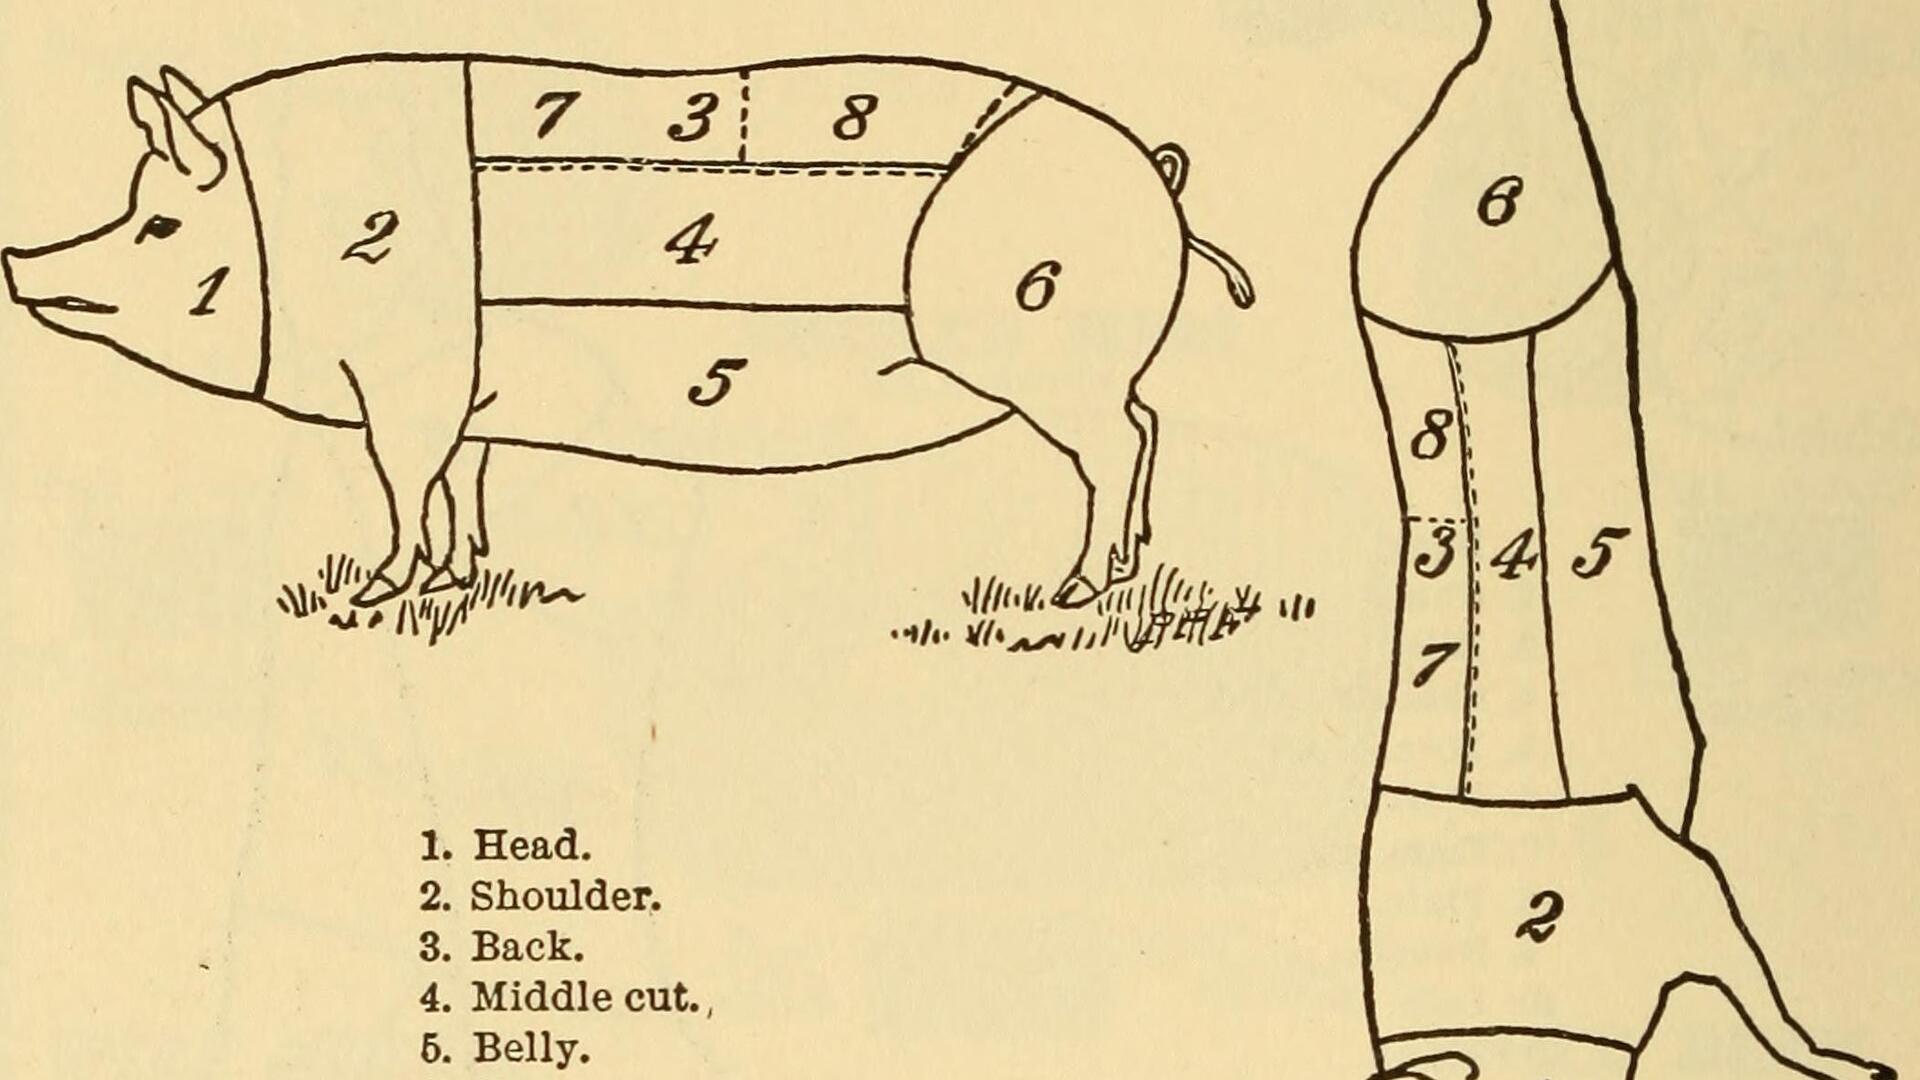 7 3 8
2 4
1 6
5
6
8
3 4 5
7
2
1. Head.
2. Shoulder.
3. Back.
4. Middle cut.
5. Belly.